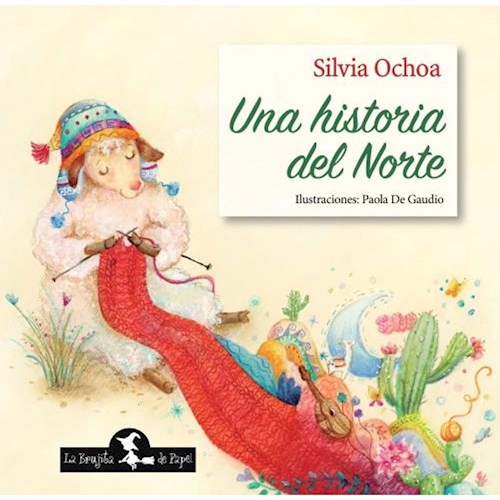 Silvia Ochoa
Una historia
del Norte
Ilustraciones: Paola De Gaudio
La Brujita de Papel